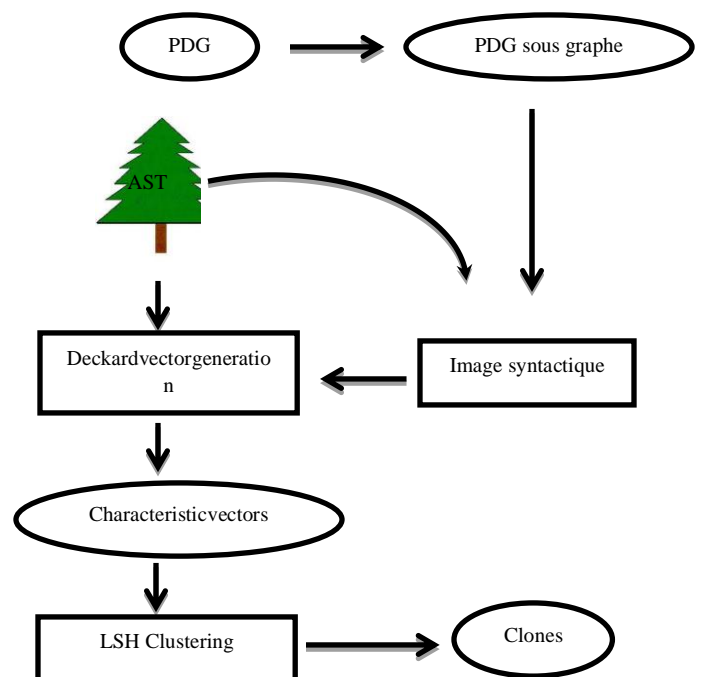 PDG
PDG sous graphe
AST
Deckardvectorgeneratio
n
Image syntactique
Characteristicvectors
LSH Clustering
Clones